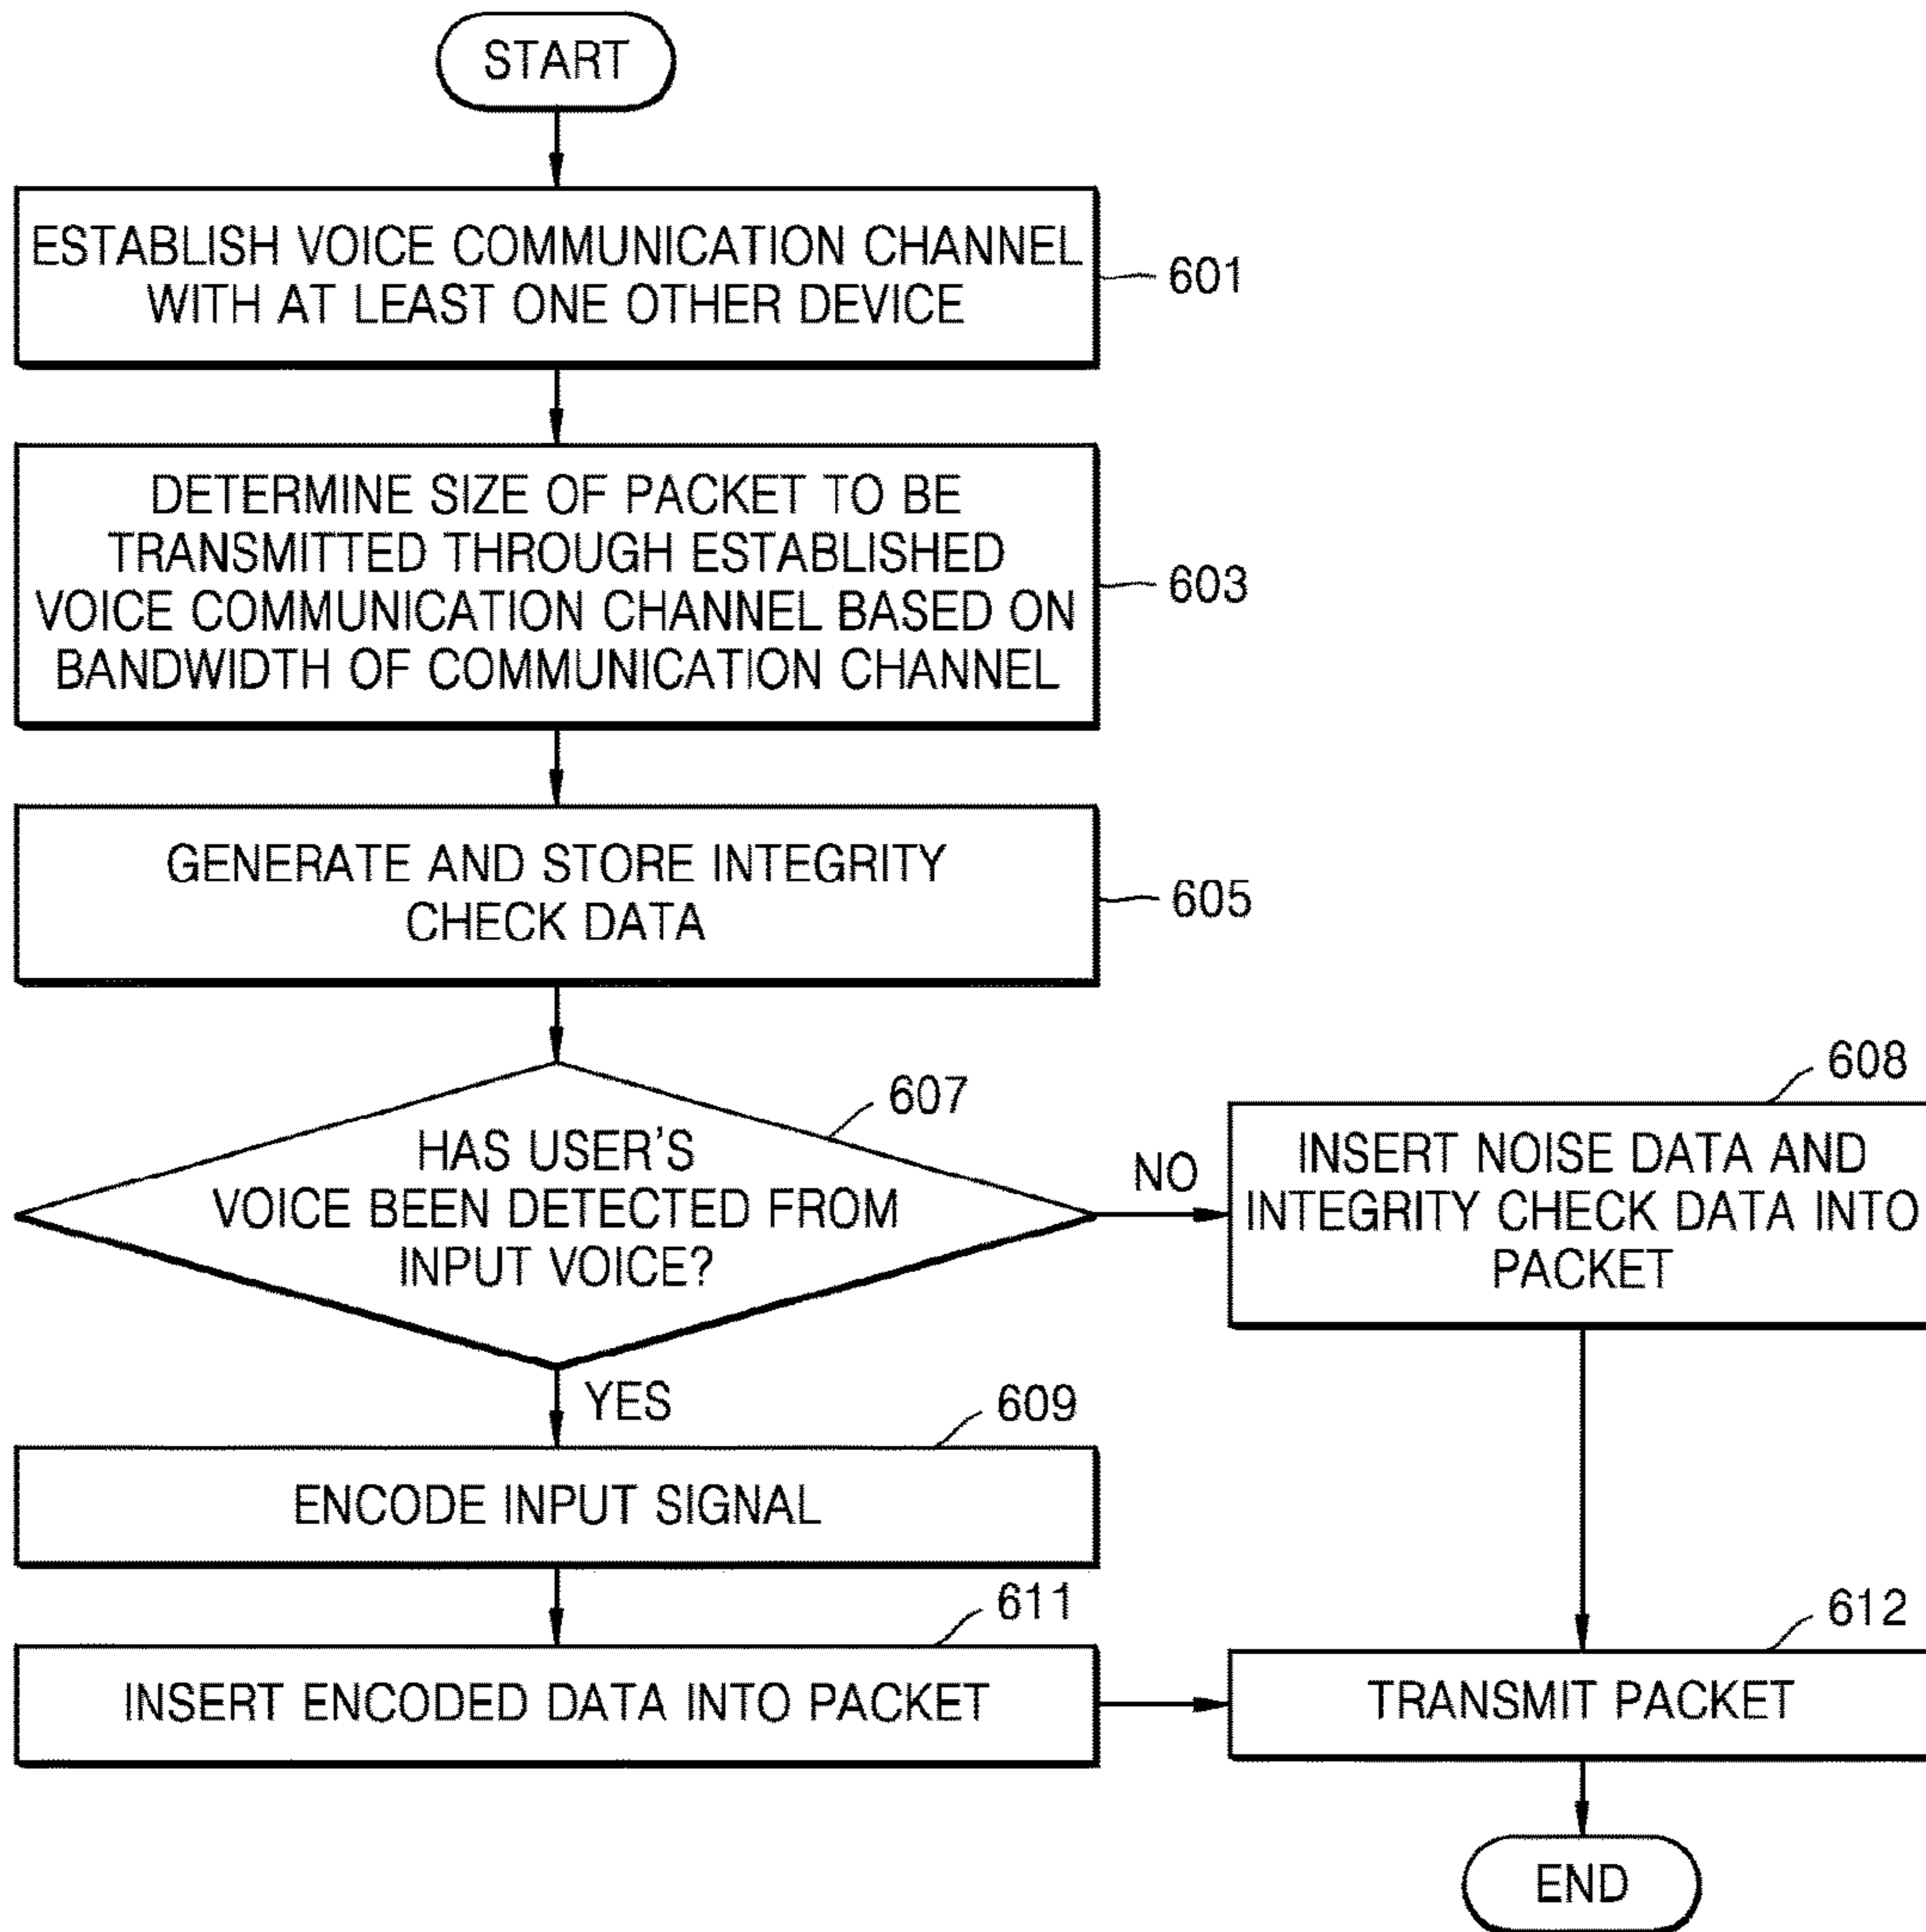 START
ESTABLISH VOICE COMMUNICATION CHANNEL
WITH AT LEAST ONE OTHER DEVICE
601
DETERMINE SIZE OF PACKET TO BE
TRANSMITTED THROUGH ESTABLISHED
VOICE COMMUNICATION CHANNEL BASED ON
BANDWIDTH OF COMMUNICATION CHANNEL
603
GENERATE AND STORE INTEGRITY
CHECK DATA
605
607
HAS USER'S
VOICE BEEN DETECTED FROM
INPUT VOICE?
NO
608
INSERT NOISE DATA AND
INTEGRITY CHECK DATA INTO
PACKET
YES
609
ENCODE INPUT SIGNAL
611
INSERT ENCODED DATA INTO PACKET
612
TRANSMIT PACKET
END